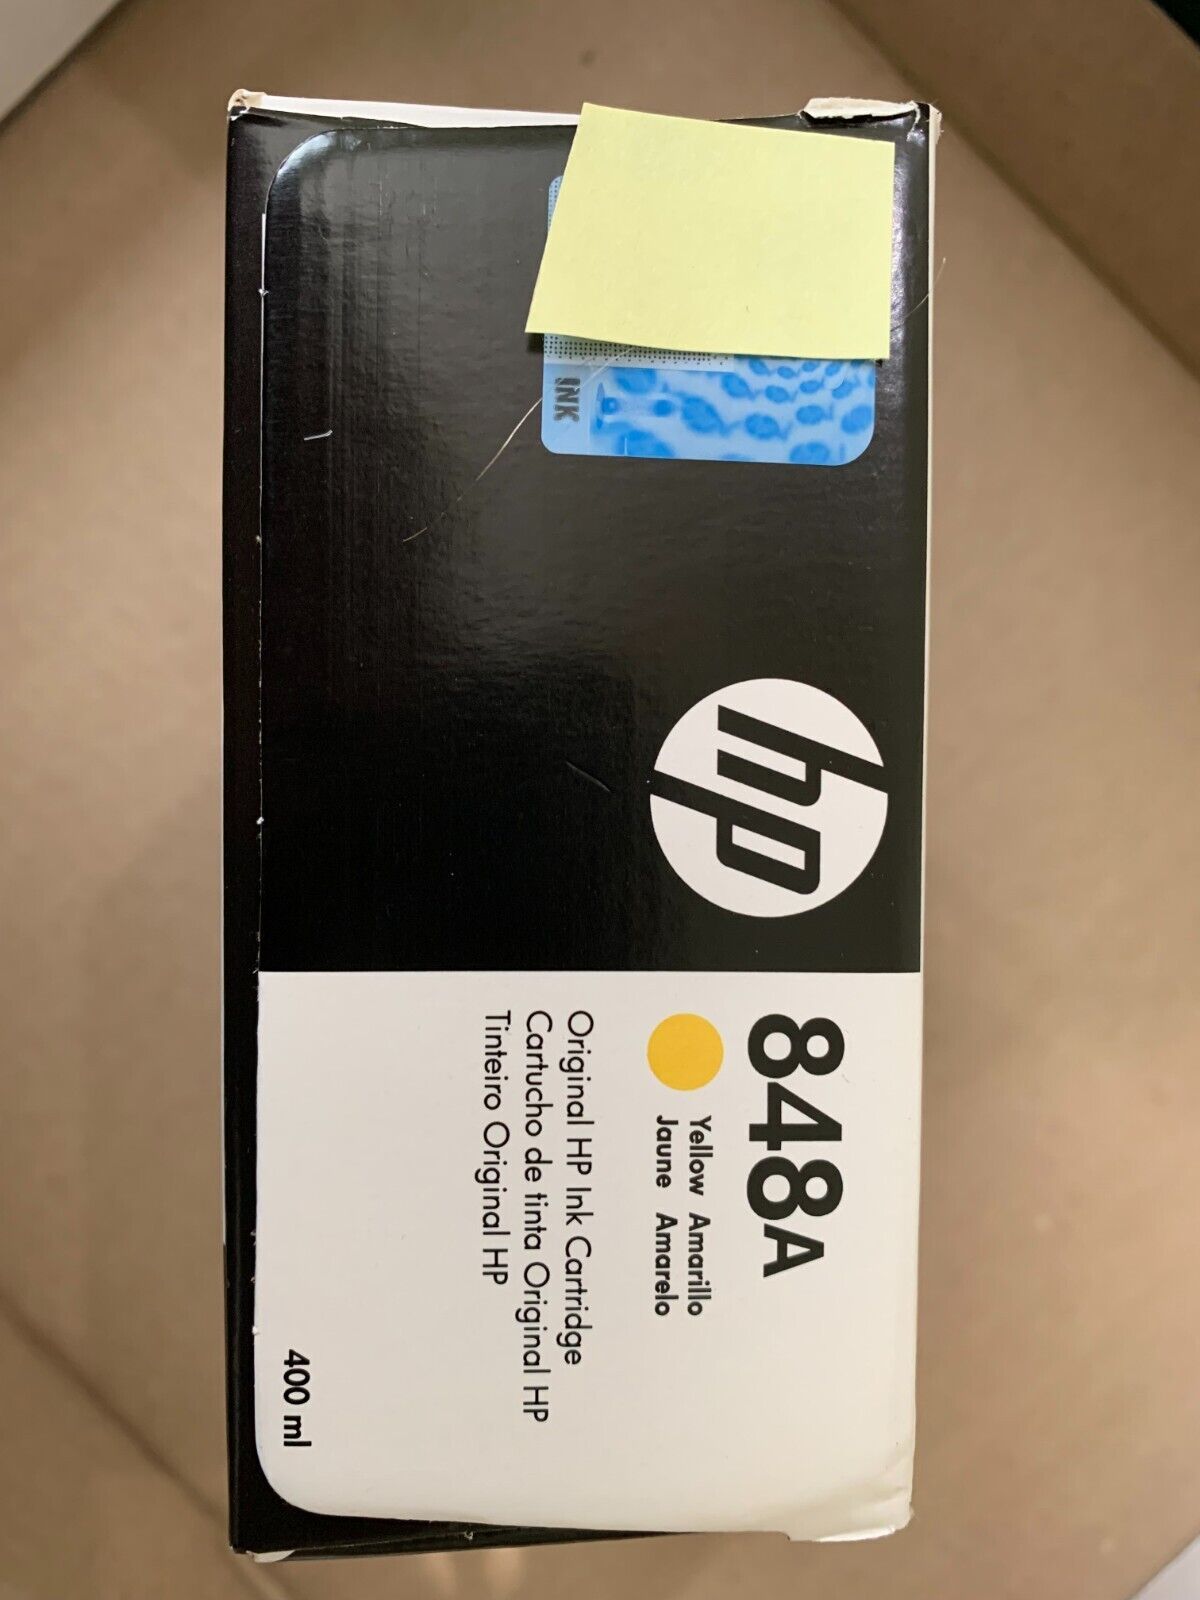 INK
hp
848A
Yellow Amarillo
Jaune Amarelo
Original HP Ink Cartridge
Cartucho de tinta Original HP
Tinteiro Original HP
400 ml